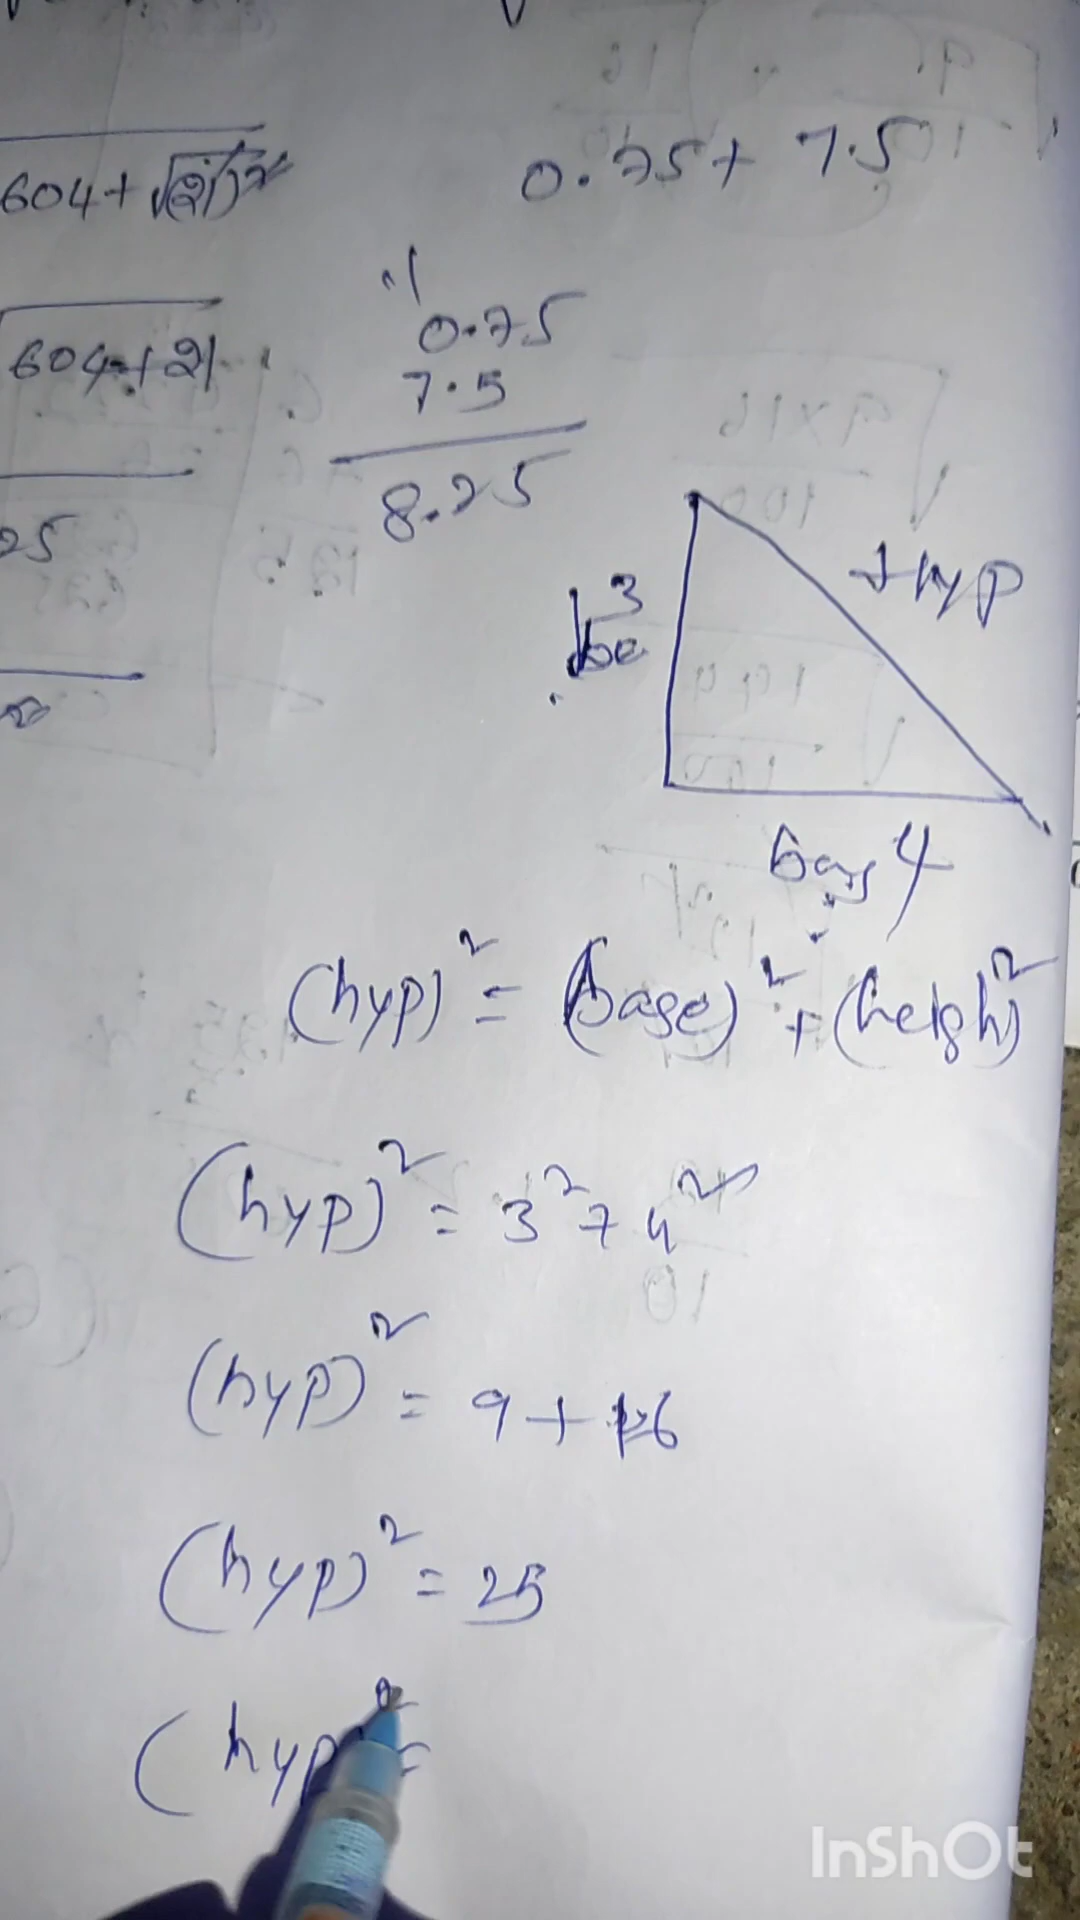 604+√(21)²
0.75+ 7.5
604+21
0.75
7.5
8.25
25
3
Hyp
bas 4
(hyp)² = (base)² + (height)²
(hyp)² = 3²+ 4²
(hyp)² = 9+16
(hyp)² = 25
(hyp =
InShOt